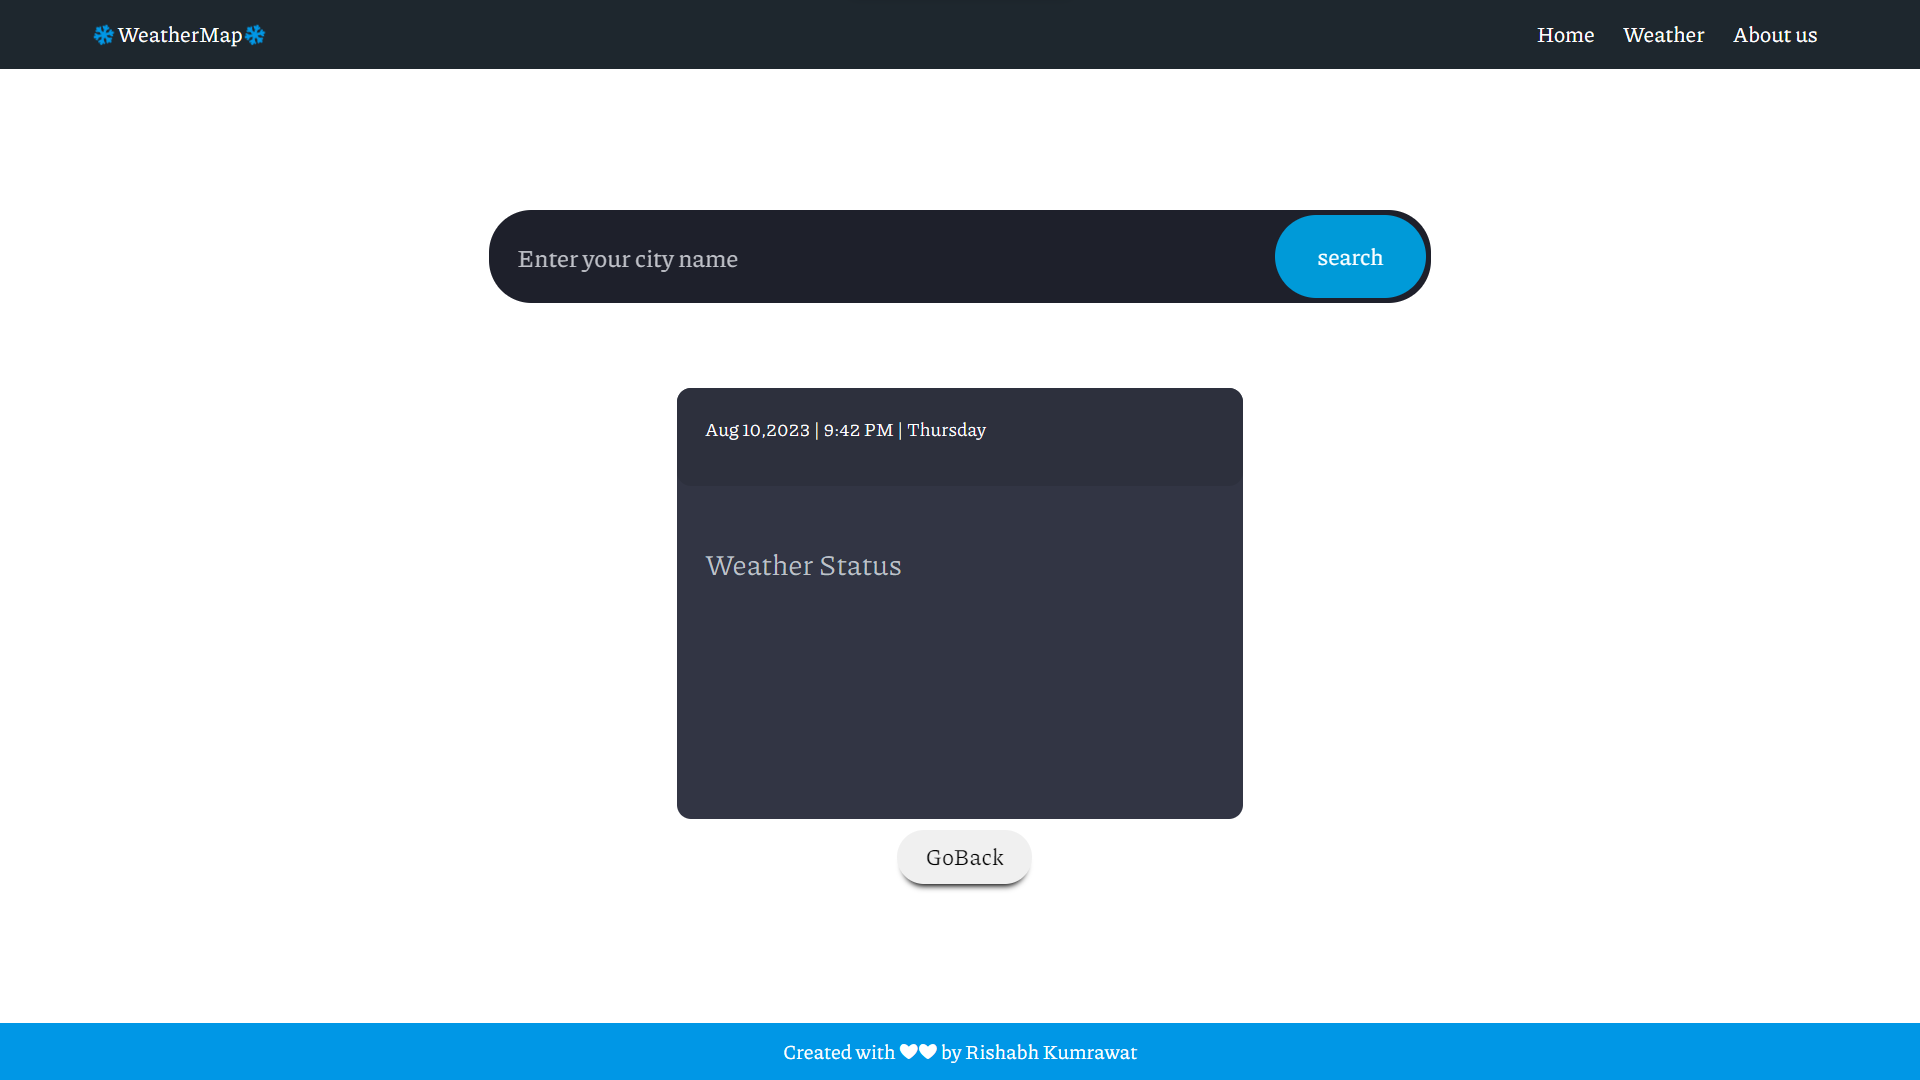 WeatherMap
Home Weather About us
Enter your city name
search
Aug 10,2023 | 9:42 PM | Thursday
Weather Status
GoBack
Created with 🤍🤍 by Rishabh Kumrawat